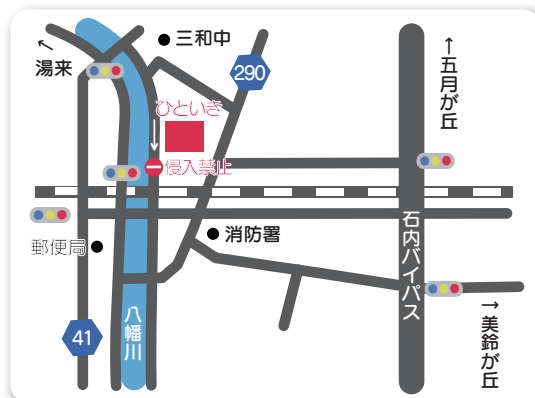 三和中
湯来
290
五月が丘
ひといき
侵入禁止
石内バイパス
消防署
郵便局
八幡川
41
美鈴が丘